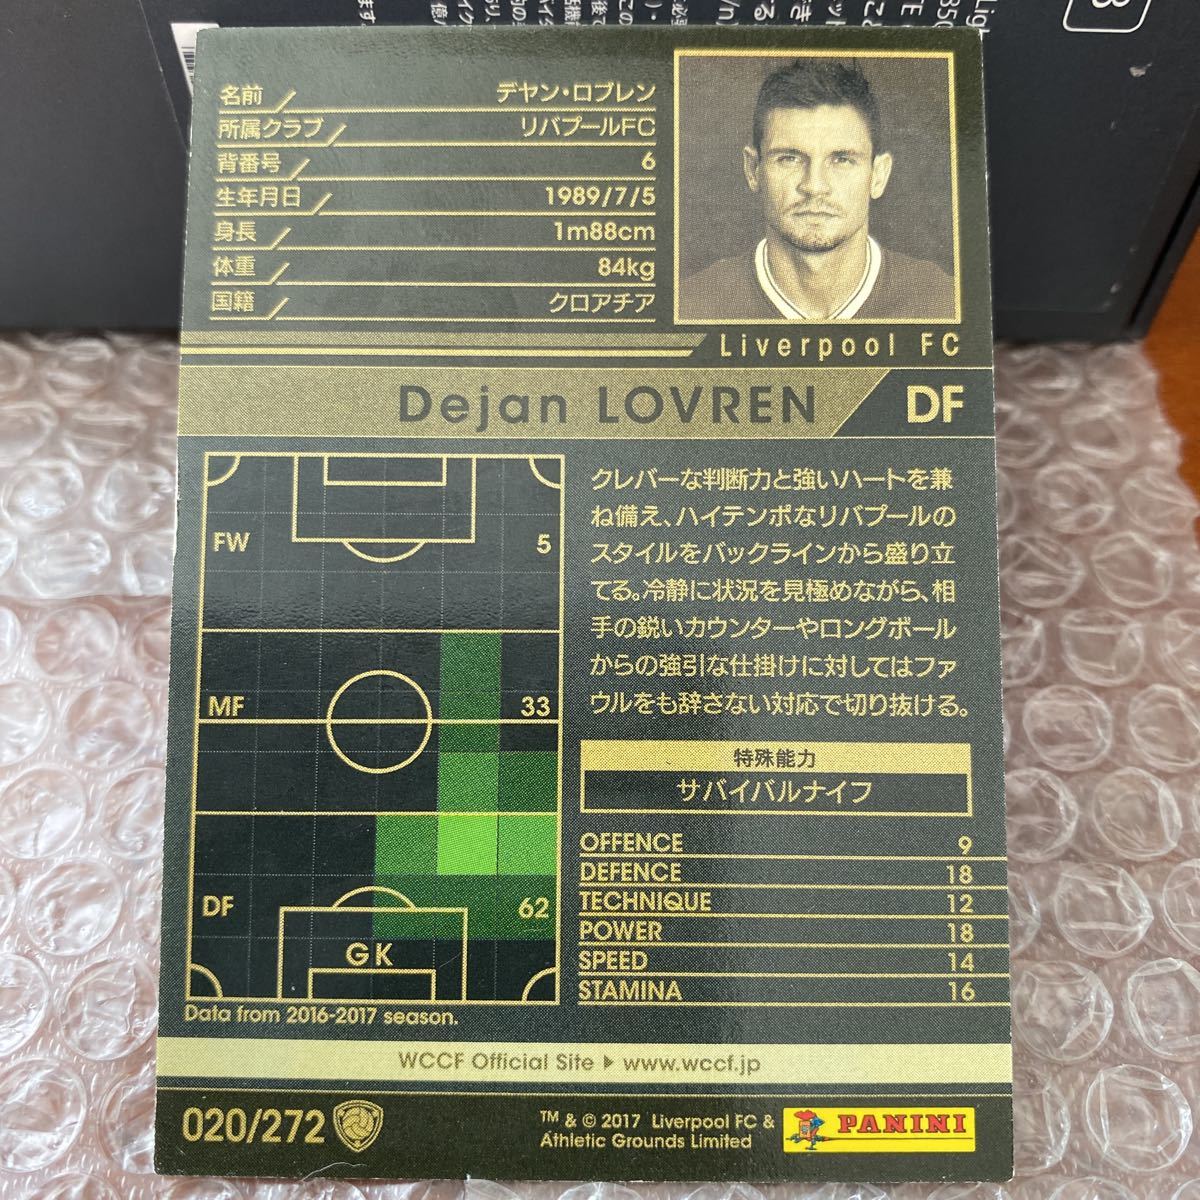 名前 デヤン・ロブレン
所属クラブ リバプールFC
背番号 6
生年月日 1989/7/5
身長 1m88cm
体重 84kg
国籍 クロアチア
Liverpool FC
Dejan LOVREN DF
FW 5
MF 33
DF 62
GK
Data from 2016-2017 season.
クレバーな判断力と強いハートを兼
ね備え、ハイテンポなリバプールの
スタイルをバックラインから盛り立
てる。冷静に状況を見極めながら、相
手の鋭いカウンターやロングボール
からの強引な仕掛けに対してはファ
ウルをも辞さない対応で切り抜ける。
特殊能力
サバイバルナイフ
OFFENCE 9
DEFENCE 18
TECHNIQUE 12
POWER 18
SPEED 14
STAMINA 16
WCCF Official Site ▶ www.wccf.jp
020/272
TM & © 2017 Liverpool FC &
Athletic Grounds Limited
PANINI